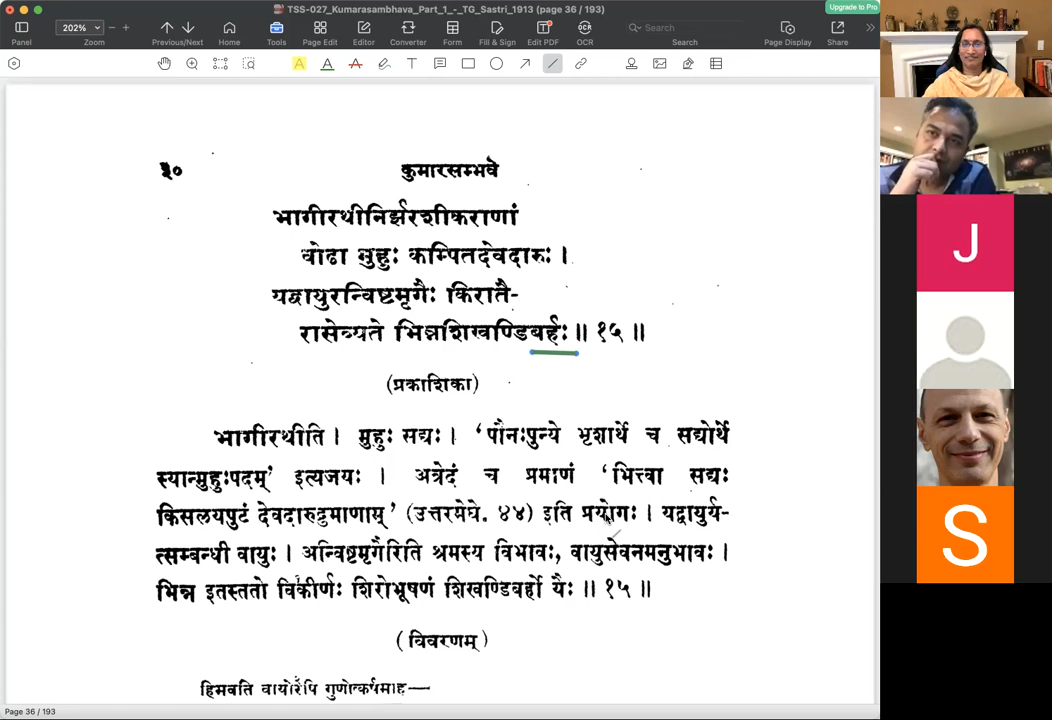 TSS-027_Kumarasambhava_Part_1_-_TG_Sastri_1913 (page 36 / 193)
Upgrade to Pro
202%
Panel Zoom Previous/Next Home Tools Page Edit Editor Converter Form Fill & Sign Edit PDF OCR Search Search Page Display Share
३०
कुमारसम्भवे
भागीरथीनिर्झरशीकराणां
वोढा मुहुः कम्पितदेवदारुः ।
यद्वायुरन्विष्टमृगैः किरातै-
रासेव्यते भिन्नशिखण्डिबर्हः ॥ १५ ॥
(प्रकाशिका)
भागीरथीति । मुहुः सद्यः । ‘पौनःपुन्ये भृशार्थे च सद्योर्थे
स्यान्मुहुःपदम्’ इत्यजयः । अत्रेदं च प्रमाणं ‘भित्त्वा सद्यः
किसलयपुटं देवदारुद्रुमाणाम्’ (उत्तरमेघे. ४४) इति प्रयोगः । यद्वायुर्य-
त्सम्बन्धी वायुः । अन्विष्टमृगैरिति श्रमस्य विभावः, वायुसेवनमनुभावः ।
भिन्न इतस्ततो विकीर्णः शिरोभूषणं शिखण्डिबर्हो यैः ॥ १५ ॥
(विवरणम्)
हिमवति वायोरपि गुणोत्कर्षमाह—
Page 36 / 193
J
S